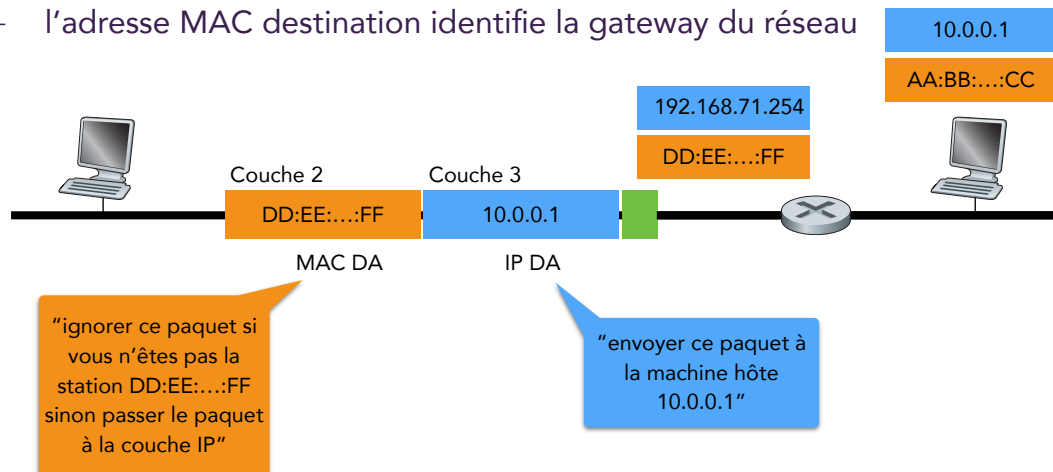 – l’adresse MAC destination identifie la gateway du réseau
10.0.0.1
AA:BB:…:CC
192.168.71.254
DD:EE:…:FF
Couche 2
Couche 3
DD:EE:…:FF
10.0.0.1
MAC DA
IP DA
“ignorer ce paquet si
vous n’êtes pas la
station DD:EE:…:FF
sinon passer le paquet
à la couche IP”
“envoyer ce paquet à
la machine hôte
10.0.0.1”